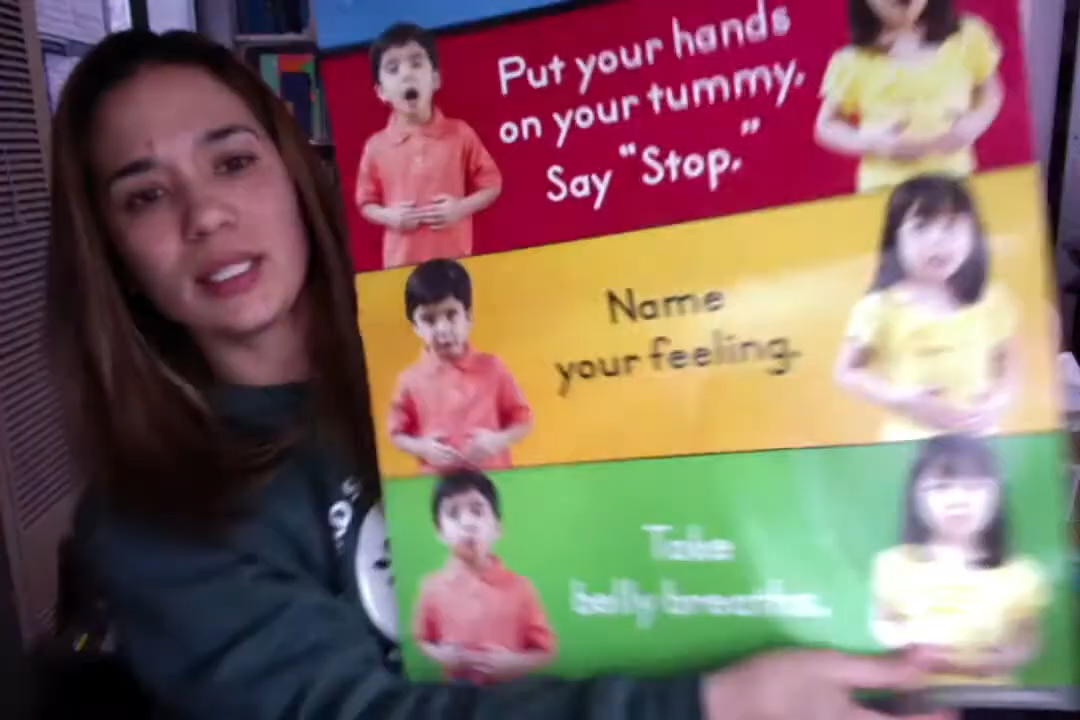 Put your hands
on your tummy.
Say "Stop."
Name
your feeling.
Take
belly breaths.